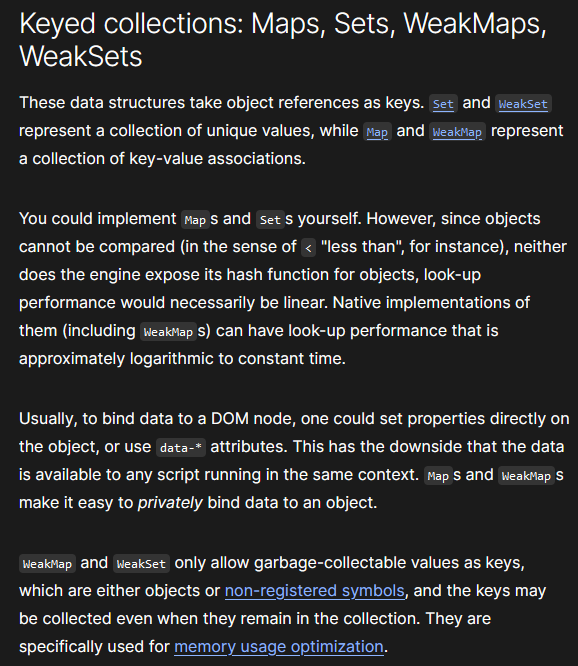 Keyed collections: Maps, Sets, WeakMaps,
WeakSets
These data structures take object references as keys. Set and WeakSet
represent a collection of unique values, while Map and WeakMap represent
a collection of key-value associations.
You could implement Maps and Sets yourself. However, since objects
cannot be compared (in the sense of < "less than", for instance), neither
does the engine expose its hash function for objects, look-up
performance would necessarily be linear. Native implementations of
them (including WeakMaps) can have look-up performance that is
approximately logarithmic to constant time.
Usually, to bind data to a DOM node, one could set properties directly on
the object, or use data-* attributes. This has the downside that the data
is available to any script running in the same context. Maps and WeakMaps
make it easy to privately bind data to an object.
WeakMap and WeakSet only allow garbage-collectable values as keys,
which are either objects or non-registered symbols, and the keys may
be collected even when they remain in the collection. They are
specifically used for memory usage optimization.